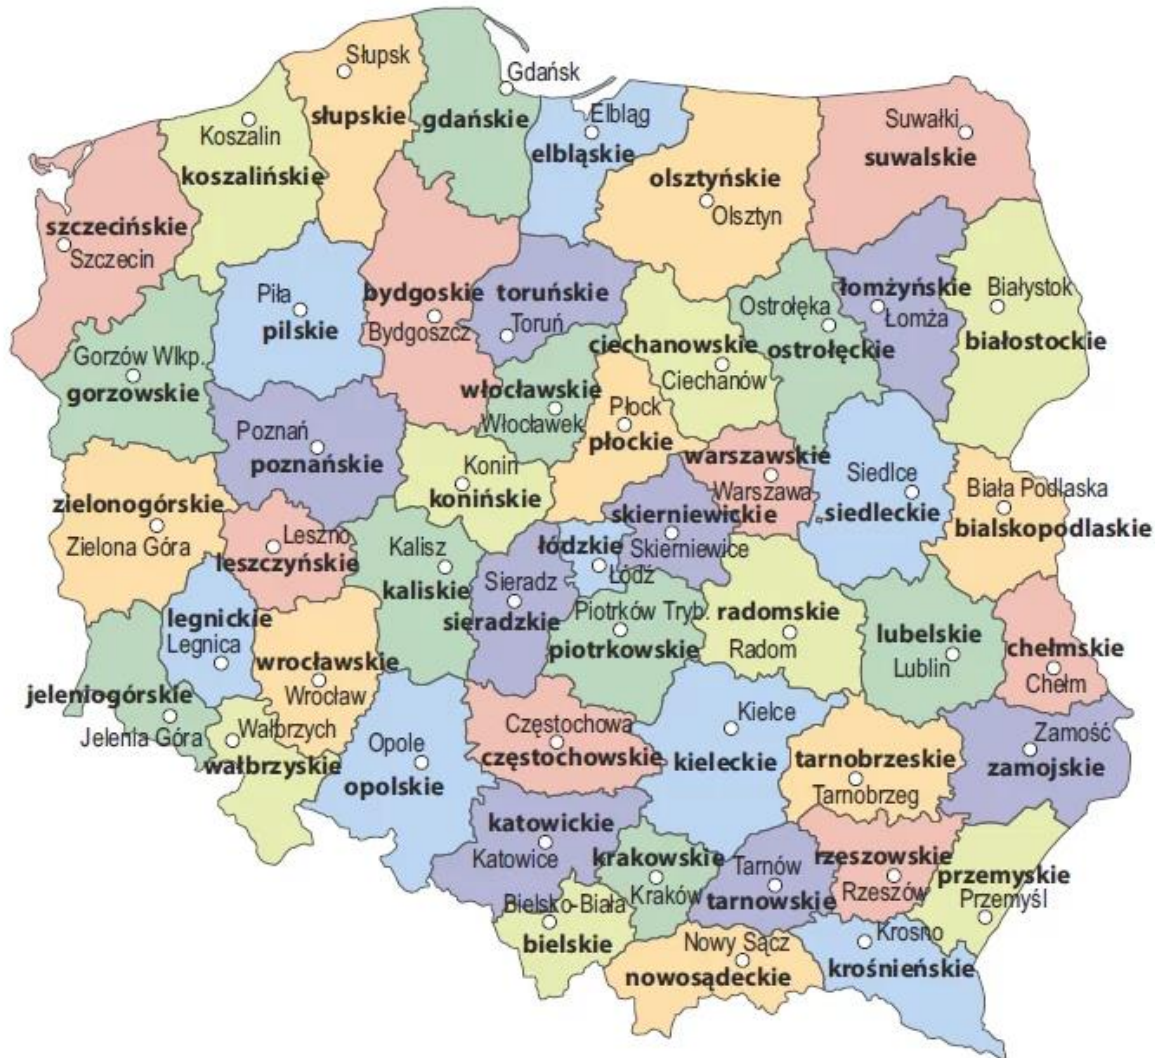 Słupsk
słupskie
Gdańsk
gdańskie
Koszalin
koszalińskie
Elbląg
elbląskie
Suwałki
suwalskie
olsztyńskie
Olsztyn
szczecińskie
Szczecin
Piła
pilskie
bydgoskie
Bydgoszcz
toruńskie
Toruń
Ostrołęka
ostrołęckie
łomżyńskie
Łomża
Białystok
białostockie
Gorzów Wlkp.
gorzowskie
ciechanowskie
Ciechanów
włocławskie
Włocławek
Płock
płockie
Poznań
poznańskie
Konin
konińskie
warszawskie
Warszawa
Siedlce
siedleckie
Biała Podlaska
bialskopodlaskie
zielonogórskie
Zielona Góra
Leszno
leszczyńskie
Kalisz
kaliskie
skierniewickie
Skierniewice
łódzkie
Łódź
Sieradz
sieradzkie
legnickie
Legnica
Piotrków Tryb.
piotrkowskie
radomskie
Radom
lubelskie
Lublin
chełmskie
Chełm
wrocławskie
Wrocław
jeleniogórskie
Jelenia Góra
Wałbrzych
wałbrzyskie
Opole
opolskie
Częstochowa
częstochowskie
Kielce
kieleckie
tarnobrzeskie
Tarnobrzeg
Zamość
zamojskie
katowickie
Katowice
krakowskie
Kraków
Tarnów
tarnowskie
rzeszowskie
Rzeszów
przemyskie
Przemyśl
Bielsko-Biała
bielskie
Nowy Sącz
nowosądeckie
Krosno
krośnieńskie